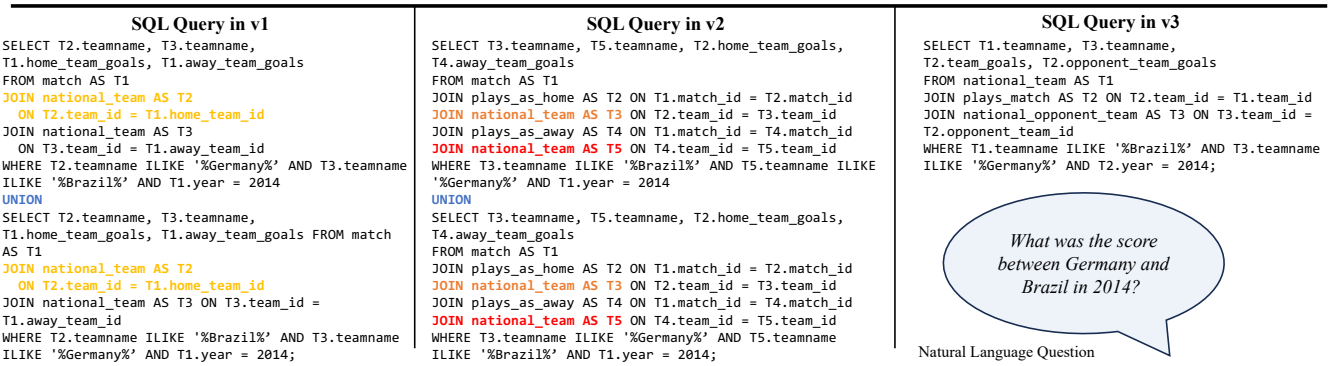 SQL Query in v1
SELECT T2.teamname, T3.teamname,
T1.home_team_goals, T1.away_team_goals
FROM match AS T1
JOIN national_team AS T2
ON T2.team_id = T1.home_team_id
JOIN national_team AS T3
ON T3.team_id = T1.away_team_id
WHERE T2.teamname ILIKE '%Germany%' AND T3.teamname
ILIKE '%Brazil%’ AND T1.year = 2014
UNION
SELECT T2.teamname, T3.teamname,
T1.home_team_goals, T1.away_team_goals FROM match
AS T1
JOIN national_team AS T2
ON T2.team_id = T1.home_team_id
JOIN national_team AS T3 ON T3.team_id =
T1.away_team_id
WHERE T2.teamname ILIKE '%Brazil%' AND T3.teamname
ILIKE '%Germany%’ AND T1.year = 2014;
SQL Query in v2
SELECT T3.teamname, T5.teamname, T2.home_team_goals,
T4.away_team_goals
FROM match AS T1
JOIN plays_as_home AS T2 ON T1.match_id = T2.match_id
JOIN national_team AS T3 ON T2.team_id = T3.team_id
JOIN plays_as_away AS T4 ON T1.match_id = T4.match_id
JOIN national_team AS T5 ON T4.team_id = T5.team_id
WHERE T3.teamname ILIKE '%Brazil%' AND T5.teamname ILIKE
'%Germany%’ AND T1.year = 2014
UNION
SELECT T3.teamname, T5.teamname, T2.home_team_goals,
T4.away_team_goals
FROM match AS T1
JOIN plays_as_home AS T2 ON T1.match_id = T2.match_id
JOIN national_team AS T3 ON T2.team_id = T3.team_id
JOIN plays_as_away AS T4 ON T1.match_id = T4.match_id
JOIN national_team AS T5 ON T4.team_id = T5.team_id
WHERE T3.teamname ILIKE '%Germany%' AND T5.teamname
ILIKE '%Brazil%’ AND T1.year = 2014;
SQL Query in v3
SELECT T1.teamname, T3.teamname,
T2.team_goals, T2.opponent_team_goals
FROM national_team AS T1
JOIN plays_match AS T2 ON T2.team_id = T1.team_id
JOIN national_opponent_team AS T3 ON T3.team_id =
T2.opponent_team_id
WHERE T1.teamname ILIKE '%Brazil%' AND T3.teamname
ILIKE '%Germany%’ AND T2.year = 2014;
What was the score
between Germany and
Brazil in 2014?
Natural Language Question